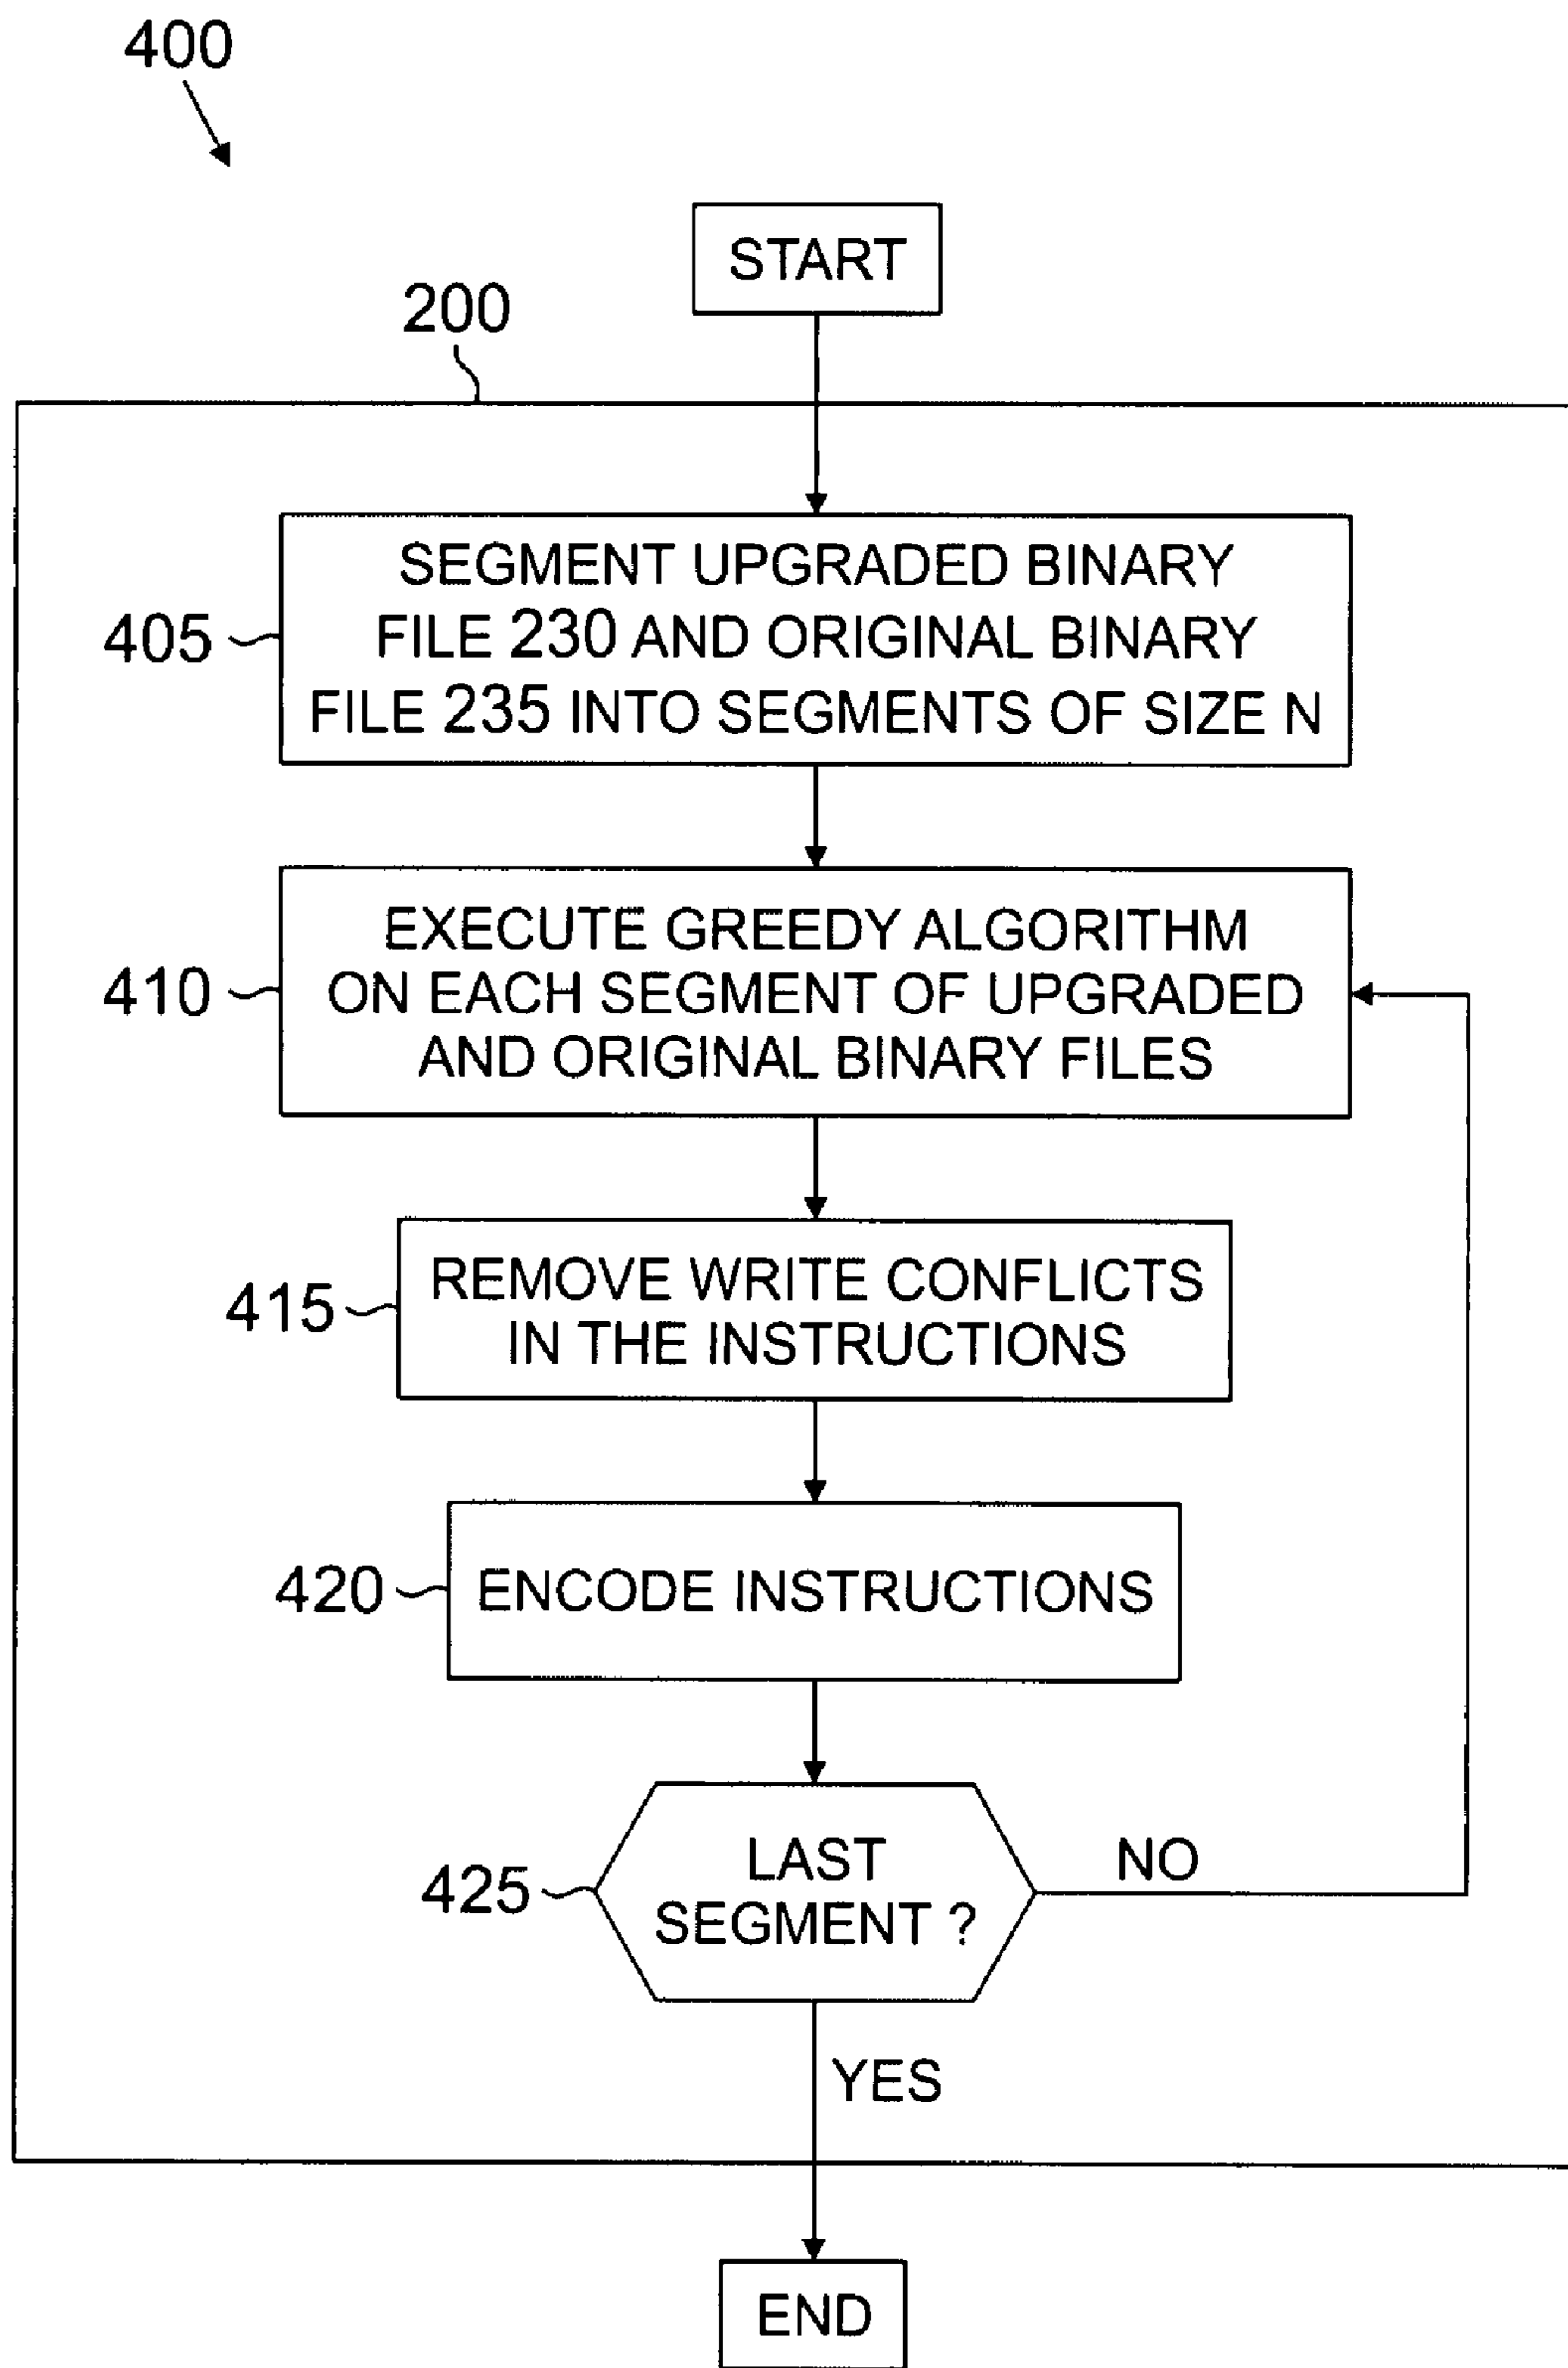 400
START
200
SEGMENT UPGRADED BINARY
FILE 230 AND ORIGINAL BINARY
FILE 235 INTO SEGMENTS OF SIZE N
405
EXECUTE GREEDY ALGORITHM
ON EACH SEGMENT OF UPGRADED
AND ORIGINAL BINARY FILES
410
REMOVE WRITE CONFLICTS
IN THE INSTRUCTIONS
415
ENCODE INSTRUCTIONS
420
LAST
SEGMENT ?
425
NO
YES
END